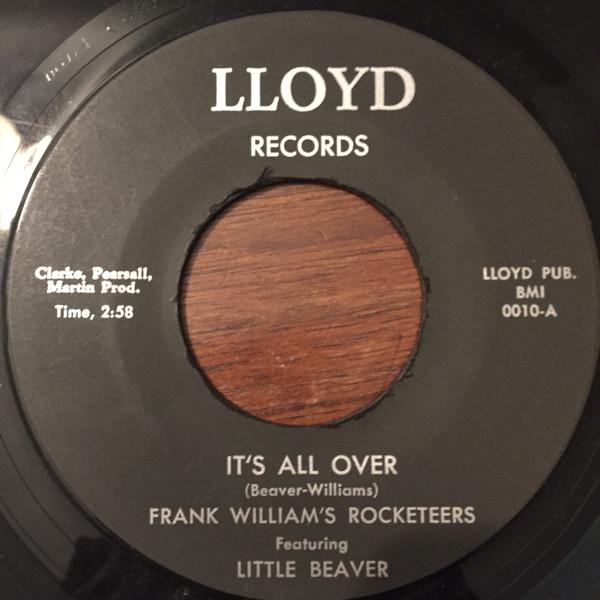 LLOYD
RECORDS
Clarke, Pearsall,
Martin Prod.
Time, 2:58
LLOYD PUB.
BMI
0010-A
IT'S ALL OVER
(Beaver-Williams)
FRANK WILLIAM'S ROCKETEERS
Featuring
LITTLE BEAVER